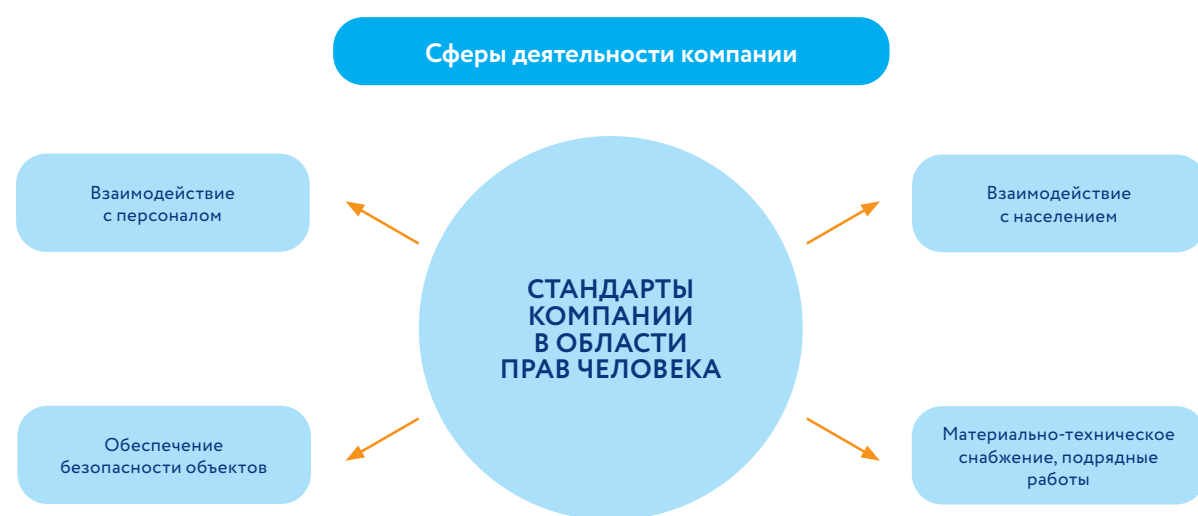 Сферы деятельности компании
Взаимодействие
с персоналом
Взаимодействие
с населением
СТАНДАРТЫ
КОМПАНИИ
В ОБЛАСТИ
ПРАВ ЧЕЛОВЕКА
Обеспечение
безопасности объектов
Материально-техническое
снабжение, подрядные
работы